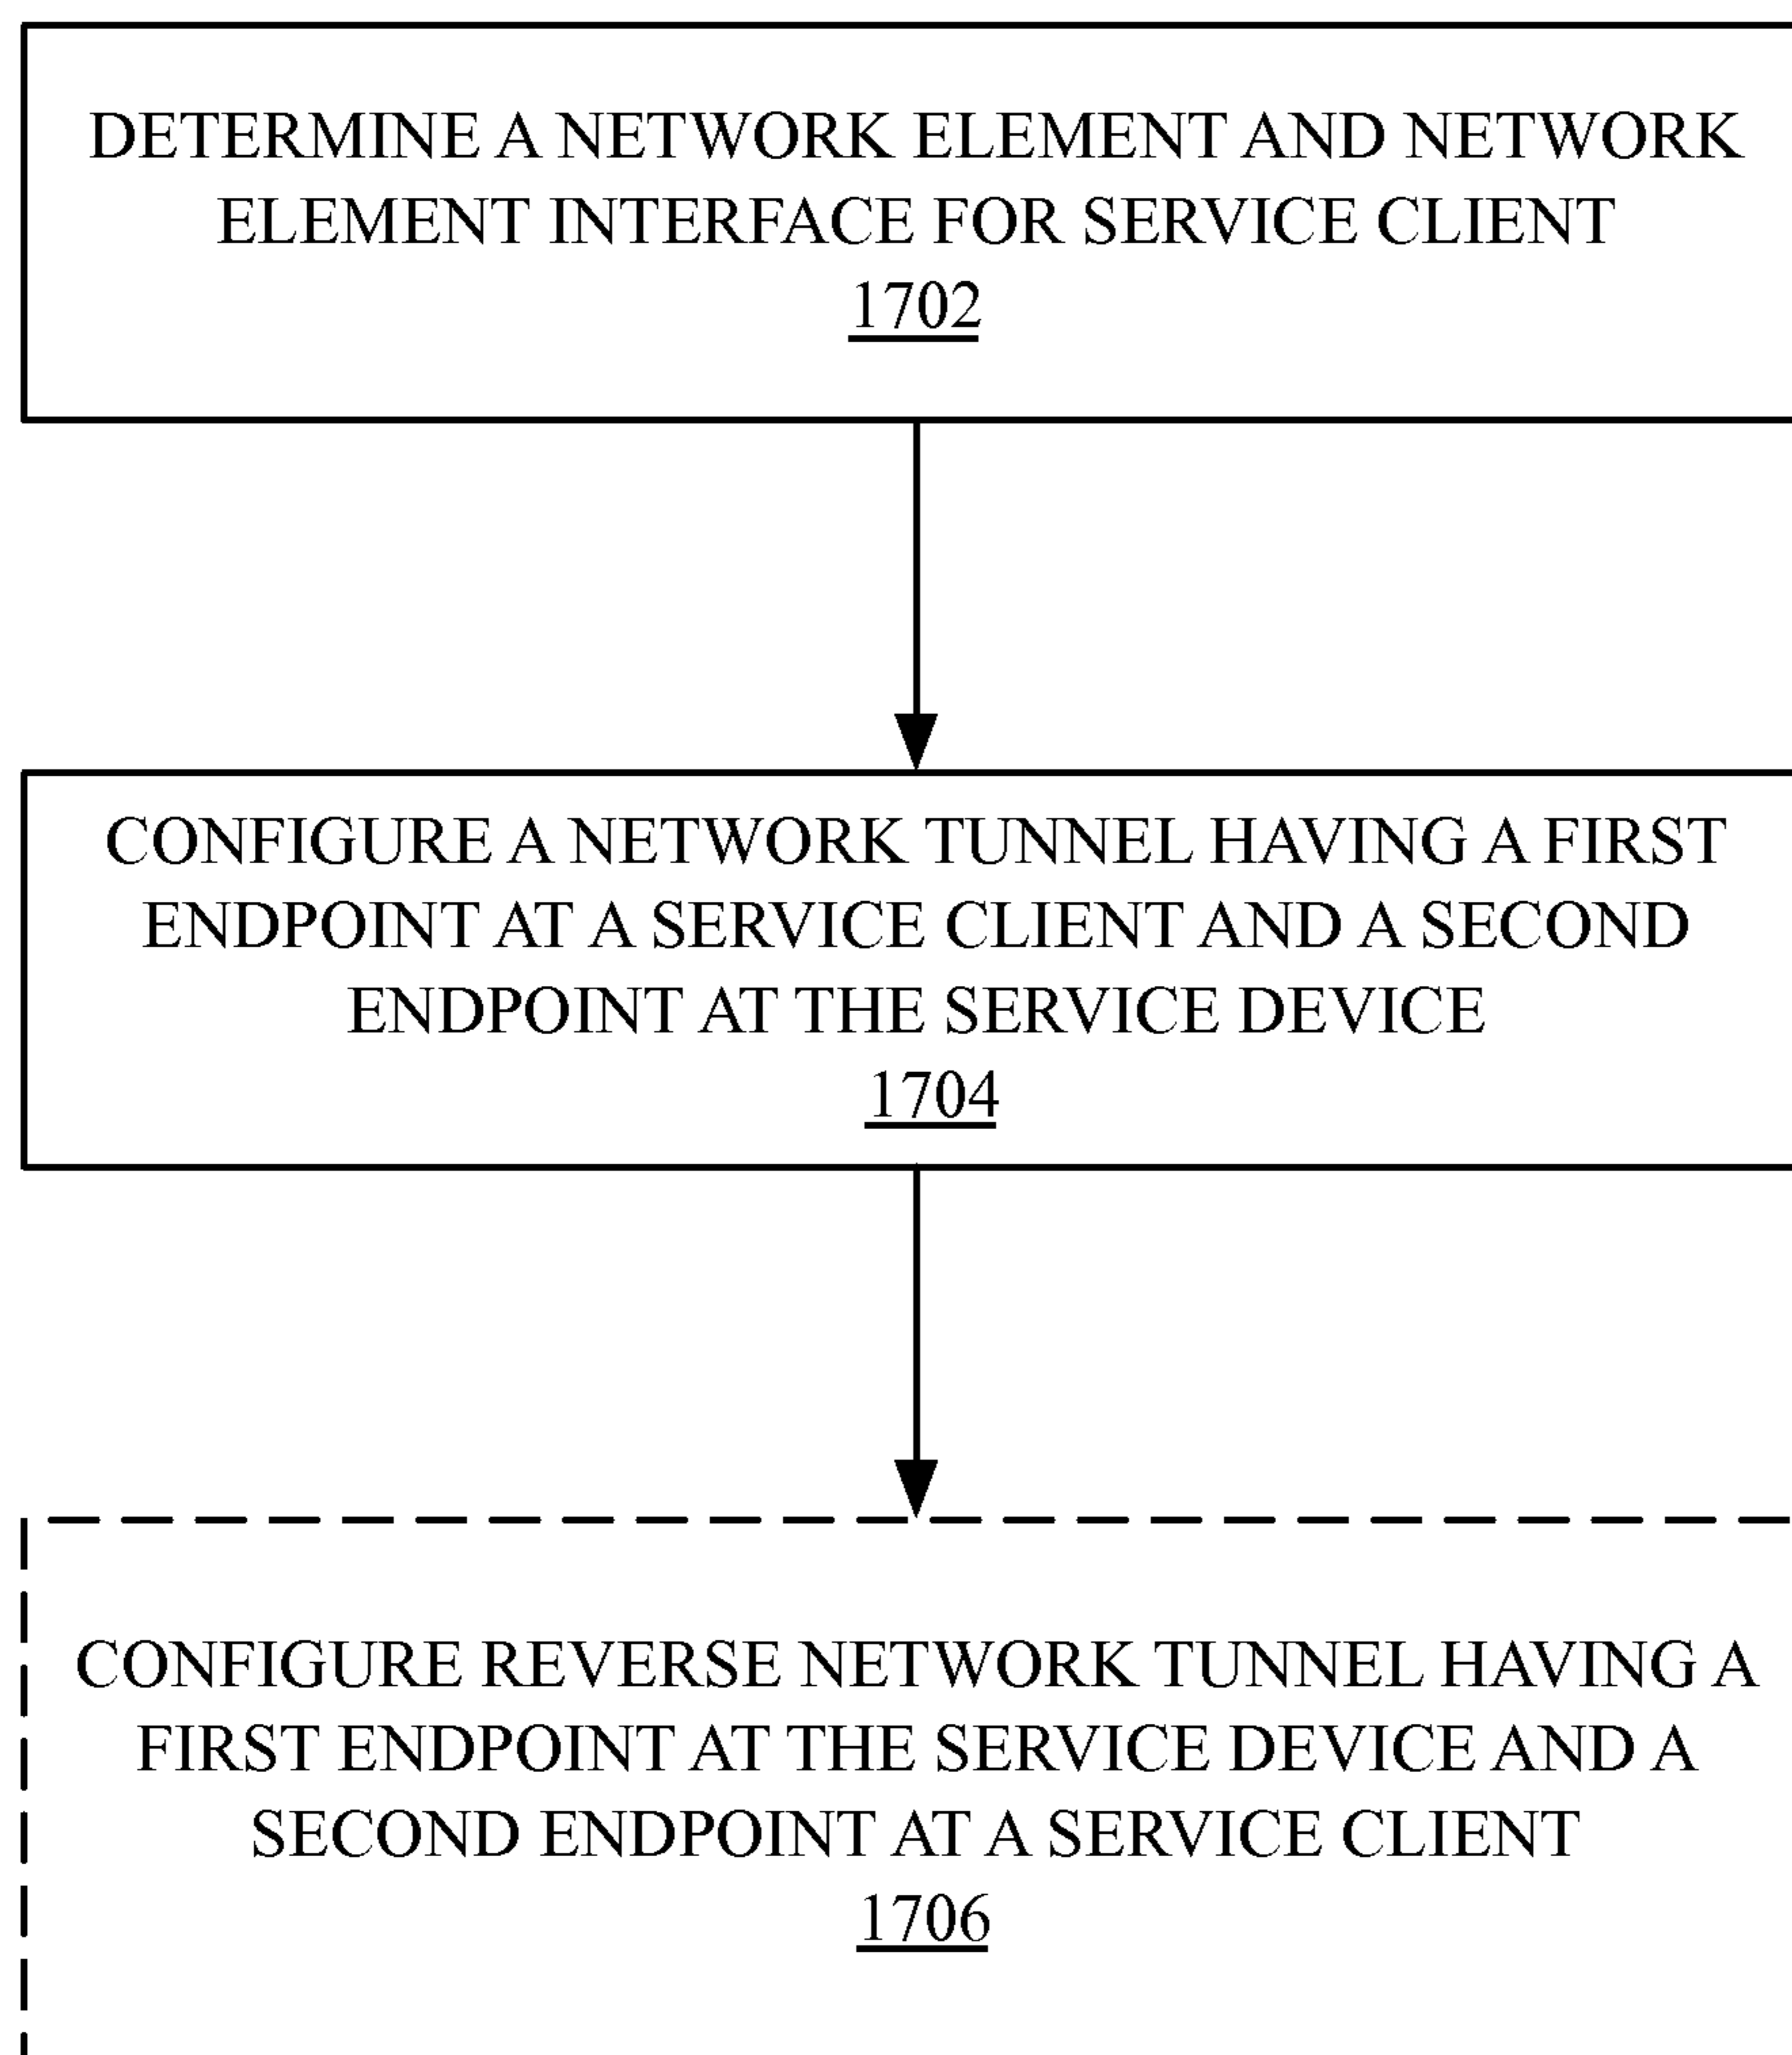 DETERMINE A NETWORK ELEMENT AND NETWORK
ELEMENT INTERFACE FOR SERVICE CLIENT
1702
CONFIGURE A NETWORK TUNNEL HAVING A FIRST
ENDPOINT AT A SERVICE CLIENT AND A SECOND
ENDPOINT AT THE SERVICE DEVICE
1704
CONFIGURE REVERSE NETWORK TUNNEL HAVING A
FIRST ENDPOINT AT THE SERVICE DEVICE AND A
SECOND ENDPOINT AT A SERVICE CLIENT
1706